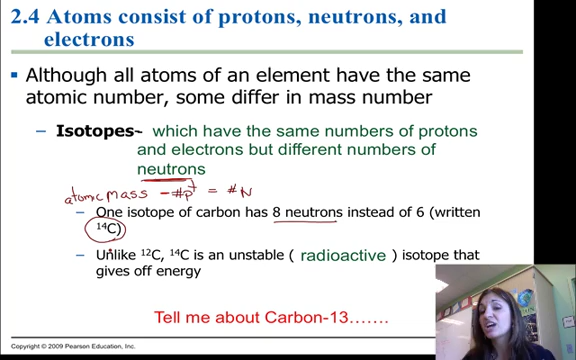 2.4 Atoms consist of protons, neutrons, and
electrons
Although all atoms of an element have the same
atomic number, some differ in mass number
– Isotopes~ which have the same numbers of protons
and electrons but different numbers of
neutrons
atomic mass - #p+ = #N
– One isotope of carbon has 8 neutrons instead of 6 (written
¹⁴C)
– Unlike ¹²C, ¹⁴C is an unstable ( radioactive ) isotope that
gives off energy
Tell me about Carbon-13.......
Copyright © 2009 Pearson Education, Inc.